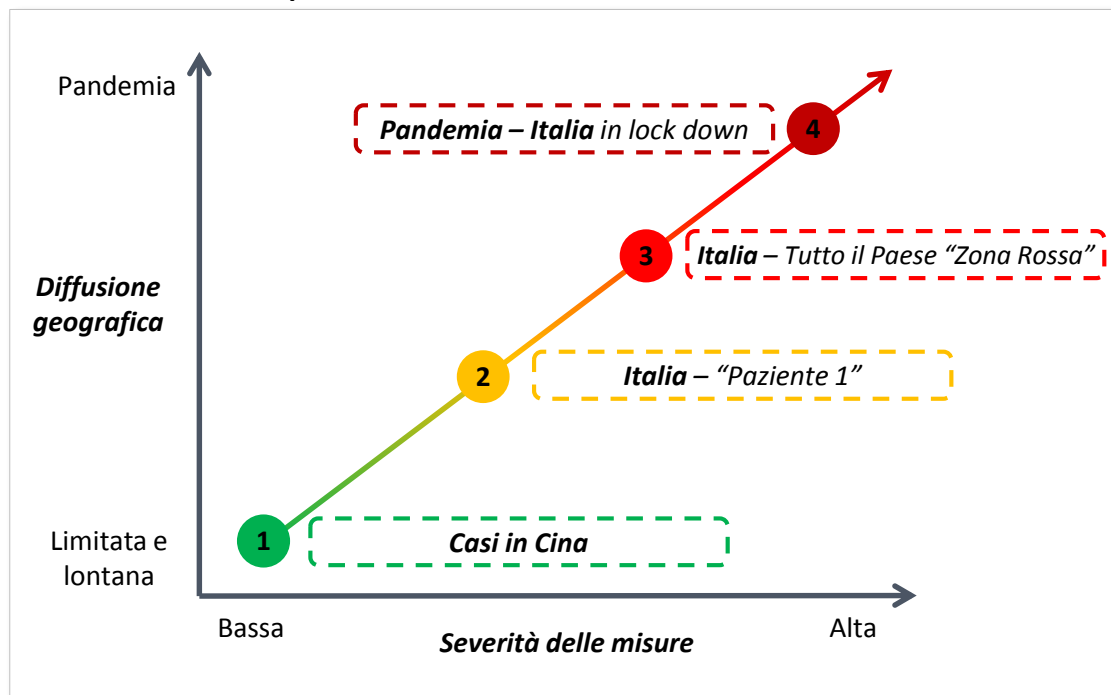 Pandemia
Pandemia – Italia in lock down
4
3
Italia – Tutto il Paese “Zona Rossa”
Diffusione
geografica
2
Italia – “Paziente 1”
1
Casi in Cina
Limitata e
lontana
Bassa
Severità delle misure
Alta